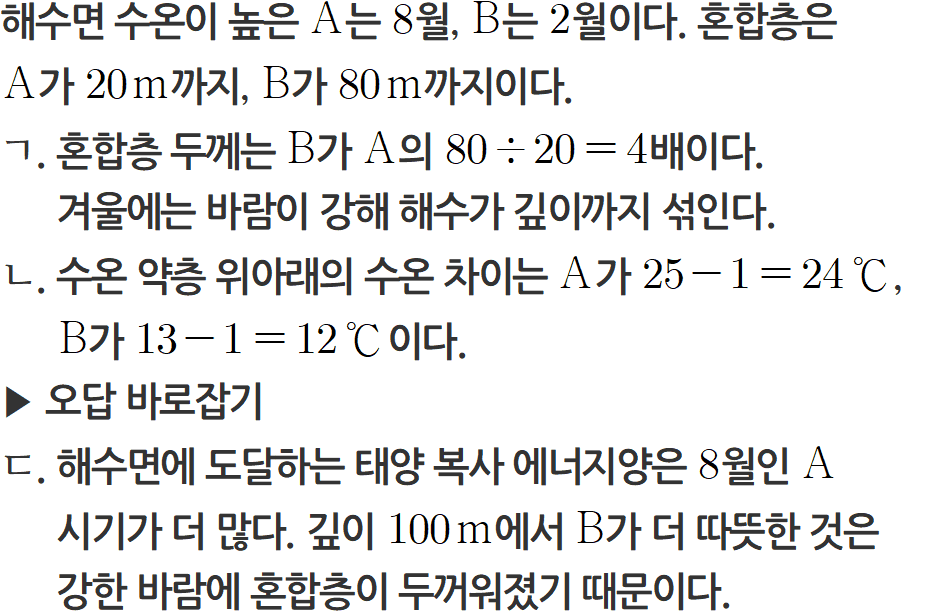 해수면 수온이 높은 A는 8월, B는 2월이다. 혼합층은
A가 20m까지, B가 80m까지이다.
ㄱ. 혼합층 두께는 B가 A의 80÷20=4배이다.
겨울에는 바람이 강해 해수가 깊이까지 섞인다.
ㄴ. 수온 약층 위아래의 수온 차이는 A가 25-1=24℃,
B가 13-1=12℃이다.
▶ 오답 바로잡기
ㄷ. 해수면에 도달하는 태양 복사 에너지양은 8월인 A
시기가 더 많다. 깊이 100m에서 B가 더 따뜻한 것은
강한 바람에 혼합층이 두꺼워졌기 때문이다.